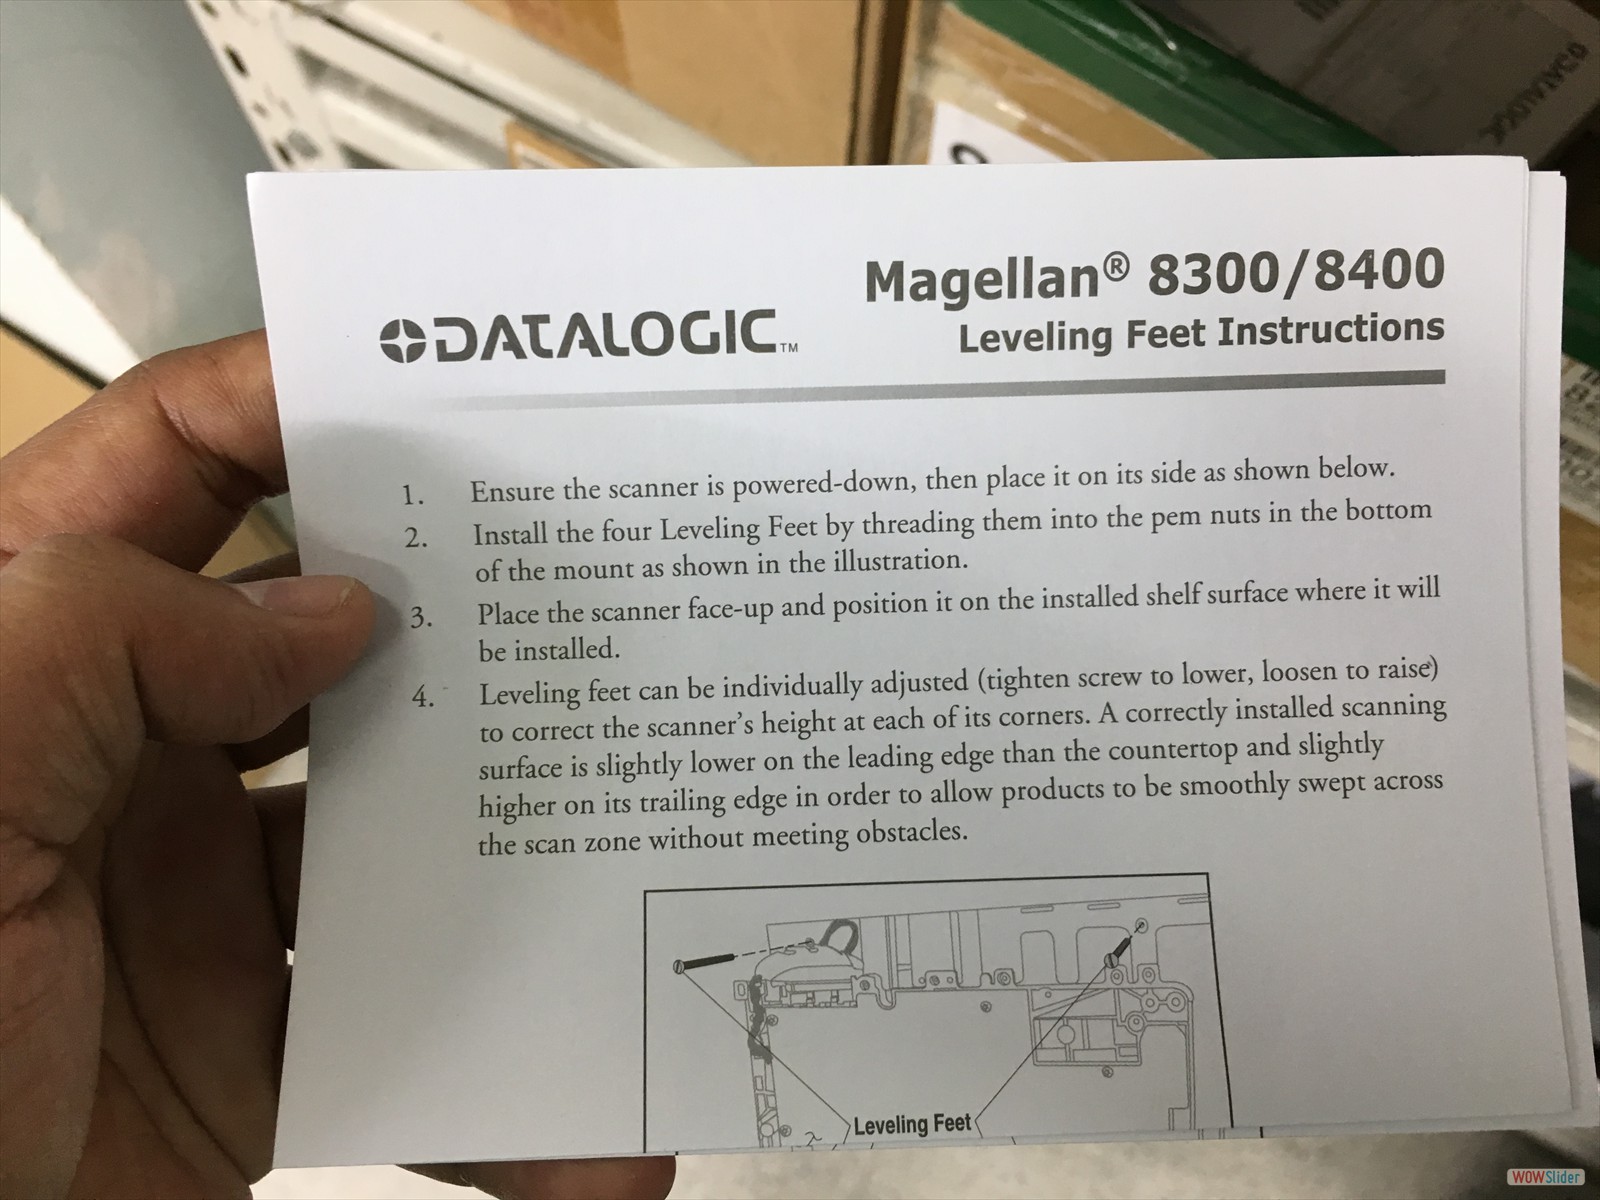 DATALOGIC
Magellan® 8300/8400
DATALOGIC™
Leveling Feet Instructions
1. Ensure the scanner is powered-down, then place it on its side as shown below.
2. Install the four Leveling Feet by threading them into the pem nuts in the bottom
of the mount as shown in the illustration.
3. Place the scanner face-up and position it on the installed shelf surface where it will
be installed.
4. Leveling feet can be individually adjusted (tighten screw to lower, loosen to raise)
to correct the scanner's height at each of its corners. A correctly installed scanning
surface is slightly lower on the leading edge than the countertop and slightly
higher on its trailing edge in order to allow products to be smoothly swept across
the scan zone without meeting obstacles.
Leveling Feet
WOWSlider